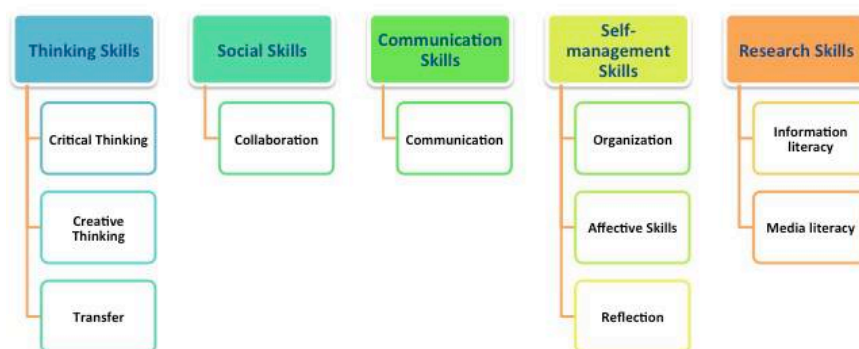 Thinking Skills
Critical Thinking
Creative
Thinking
Transfer
Social Skills
Collaboration
Communication
Skills
Communication
Self-
management
Skills
Organization
Affective Skills
Reflection
Research Skills
Information
literacy
Media literacy